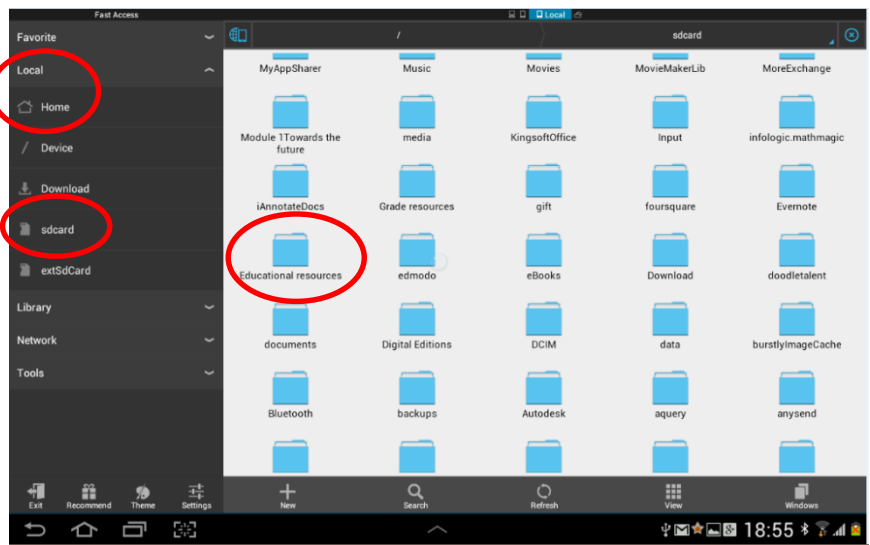 Fast Access
Local
Favorite
/
sdcard
Local
Home
/ Device
Download
sdcard
extSdCard
Library
Network
Tools
MyAppSharer Music Movies MovieMakerLib MoreExchange
Module 1Towards the
future
media KingsoftOffice Input infologic.mathmagic
iAnnotateDocs Grade resources gift foursquare Evernote
Educational resources edmodo eBooks Download doodletalent
documents Digital Editions DCIM data burstlyImageCache
Bluetooth backups Autodesk aquery anysend
Exit Recommend Theme Settings New Search Refresh View Windows
18:55